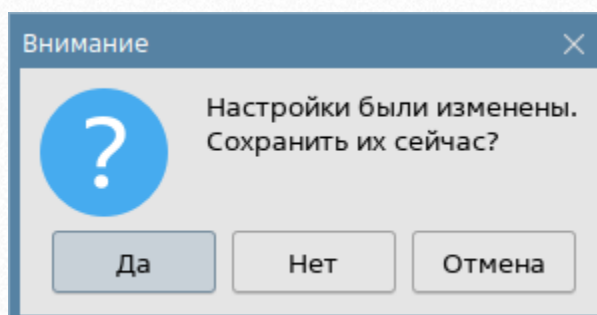 Внимание
Настройки были изменены.
Сохранить их сейчас?
Да
Нет
Отмена